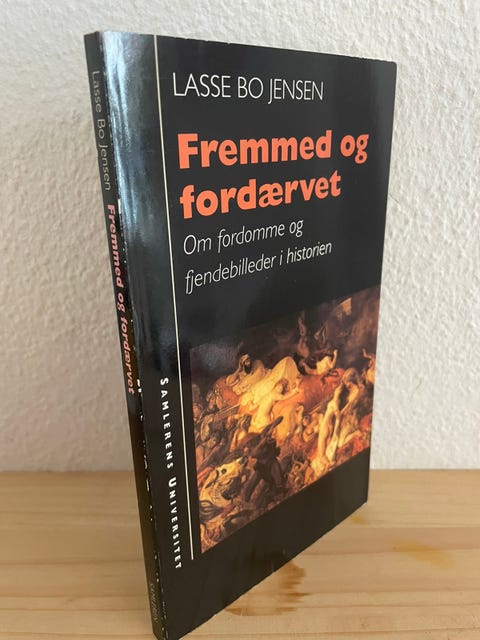 LASSE BO JENSEN
Fremmed og
fordærvet
Om fordomme og
fjendebilleder i historien
SAMLERENS UNIVERSITET
Lasse Bo Jensen Fremmed og fordærvet